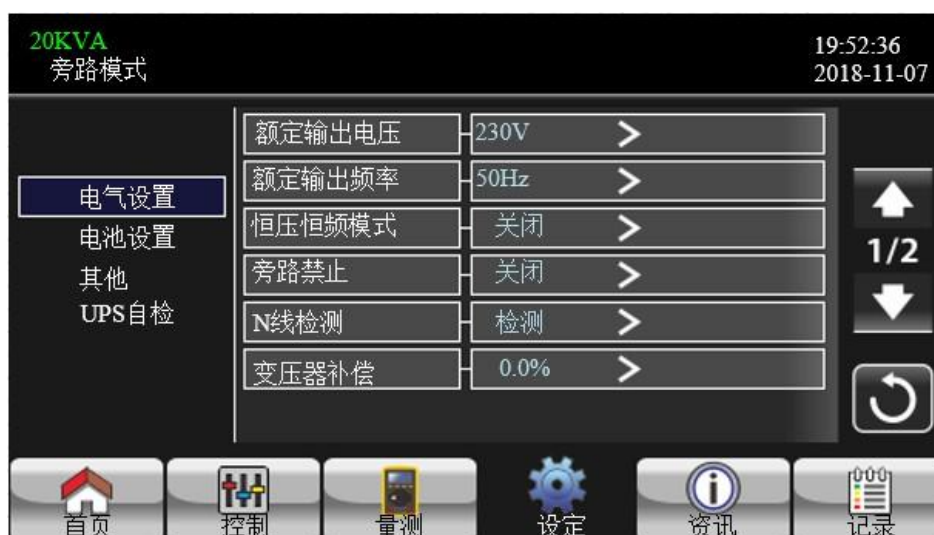 20KVA
旁路模式
19:52:36
2018-11-07
电气设置
电池设置
其他
UPS自检
额定输出电压 230V
额定输出频率 50Hz
恒压恒频模式 关闭
旁路禁止 关闭
N线检测 检测
变压器补偿 0.0%
1/2
首页 控制 量测 设定 资讯 记录